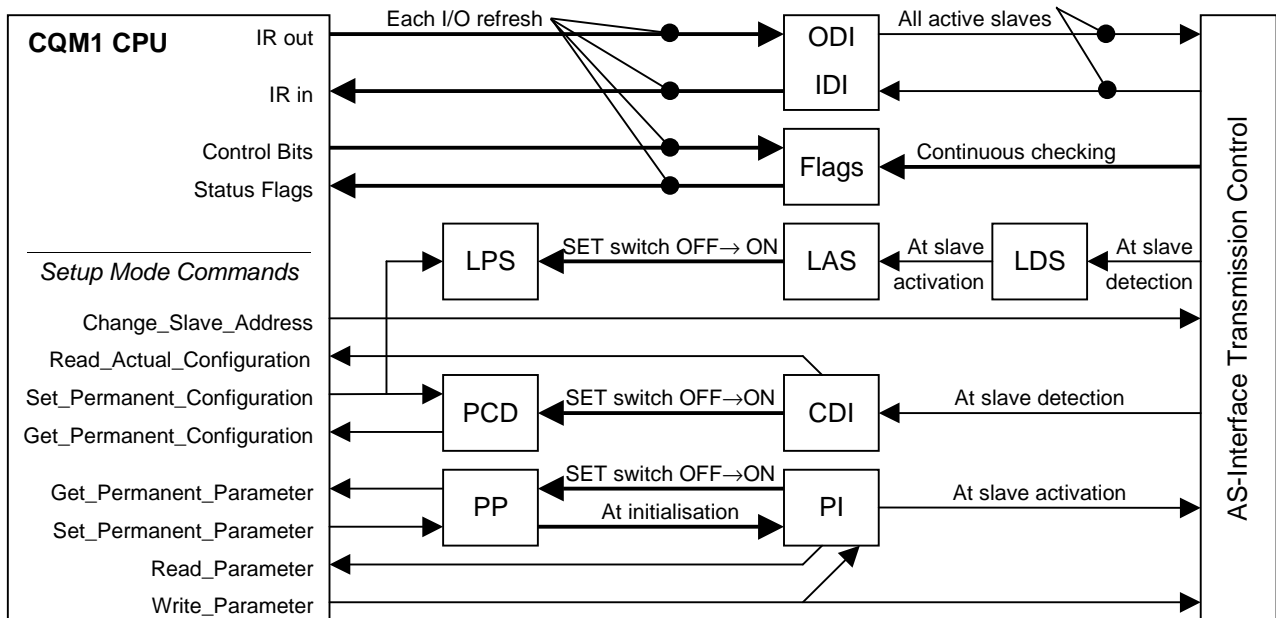 Each I/O refresh
All active slaves
CQM1 CPU
IR out
ODI
IDI
IR in
Control Bits
Flags
Continuous checking
Status Flags
SET switch OFF→ ON
At slave
activation
At slave
detection
LPS
LAS
LDS
Setup Mode Commands
Change_Slave_Address
Read_Actual_Configuration
Set_Permanent_Configuration
PCD
SET switch OFF→ON
CDI
At slave detection
Get_Permanent_Configuration
Get_Permanent_Parameter
SET switch OFF→ON
At initialisation
PP
PI
At slave activation
Set_Permanent_Parameter
Read_Parameter
Write_Parameter
AS-Interface Transmission Control